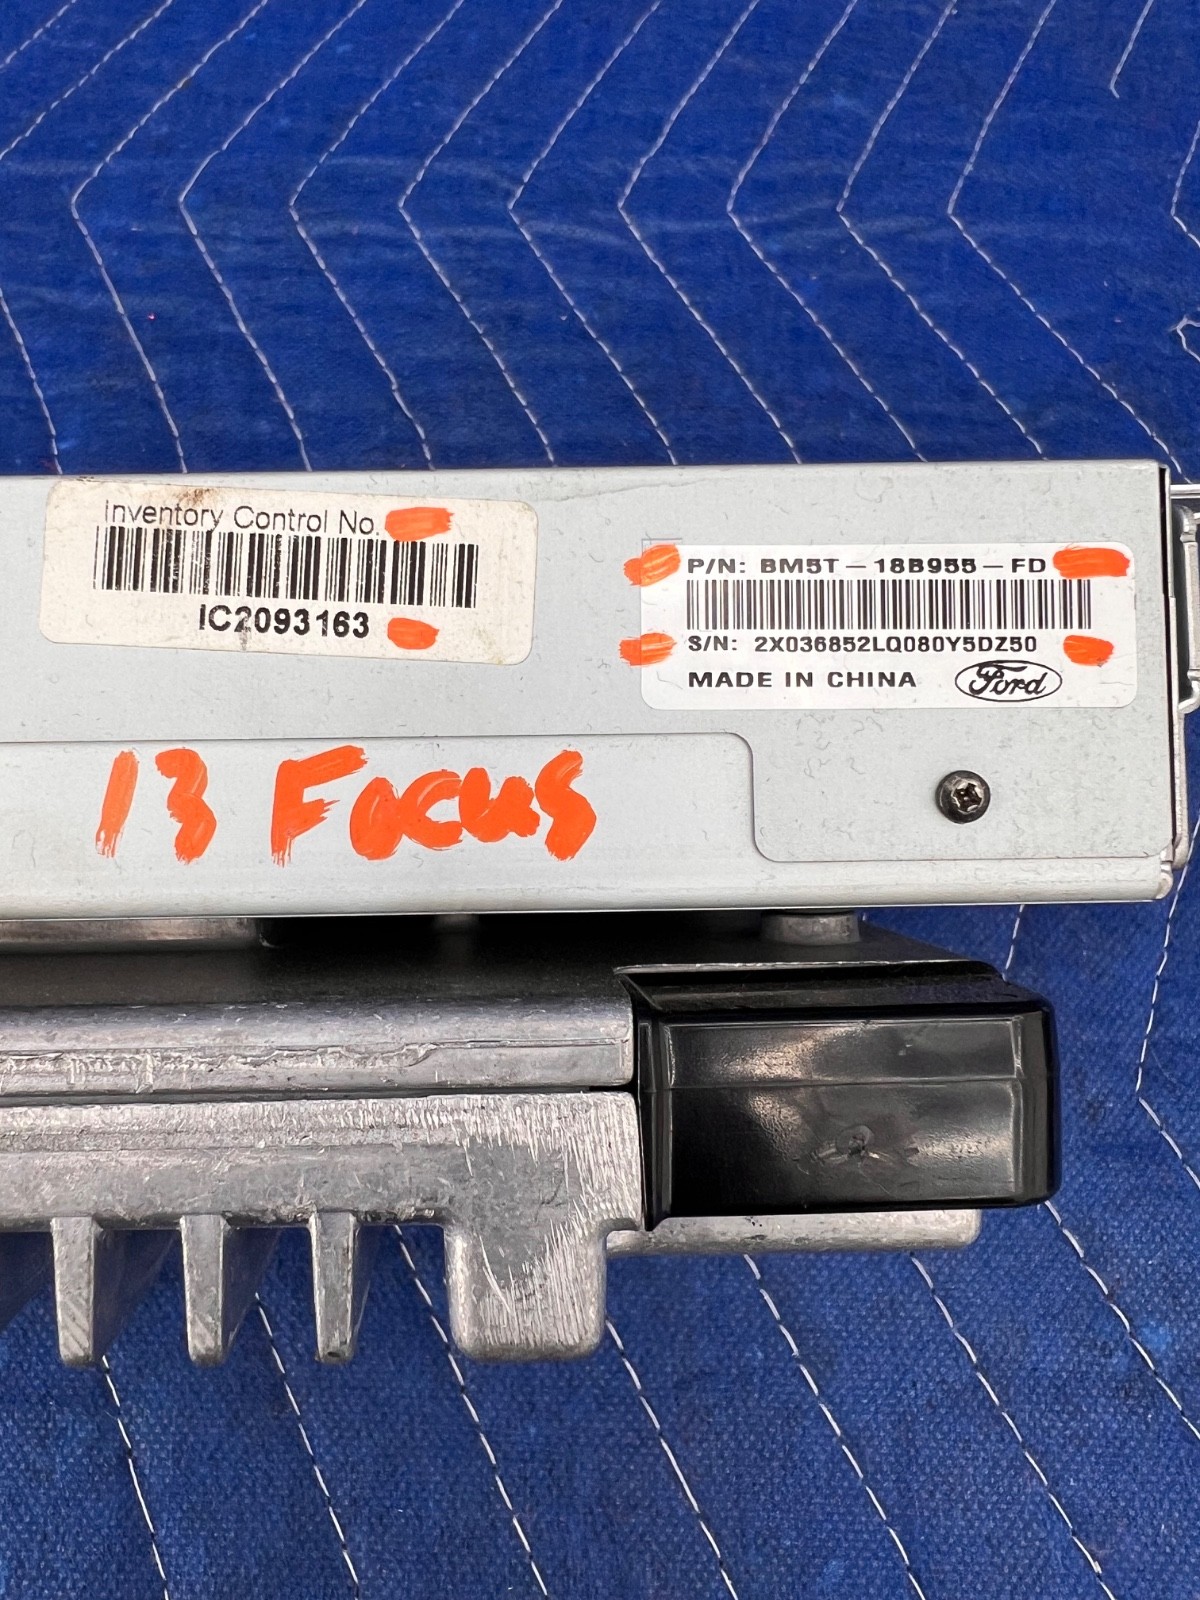 Inventory Control No.
IC2093163
P/N: BM5T-18B955-FD
S/N: 2X036852LQ080Y5DZ50
MADE IN CHINA Ford
13 Focus